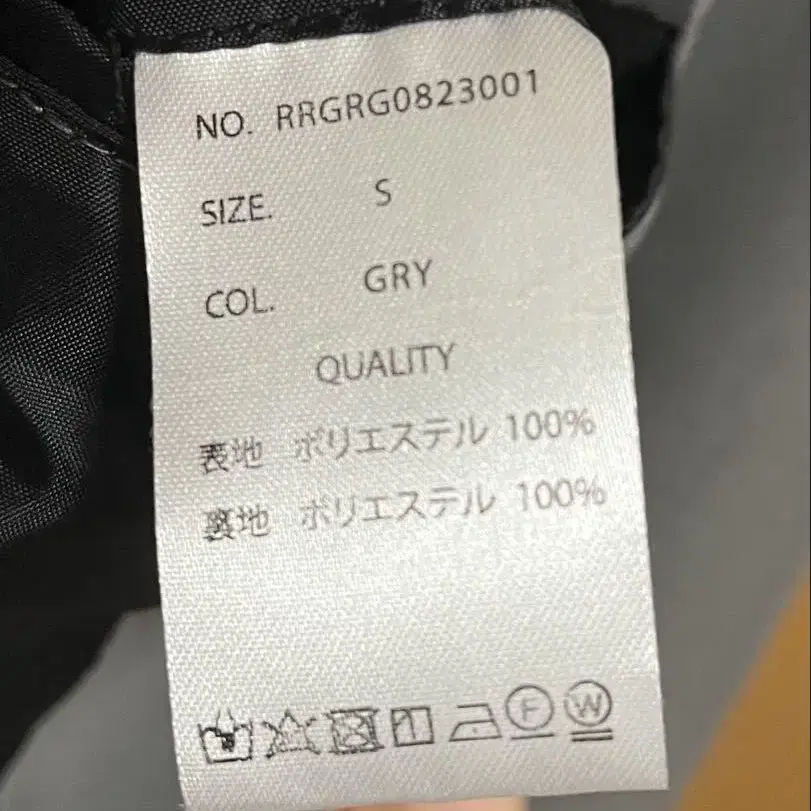 NO. RRGRG0823001
SIZE. S
COL. GRY
QUALITY
表地 ポリエステル 100%
裏地 ポリエステル 100%
F W